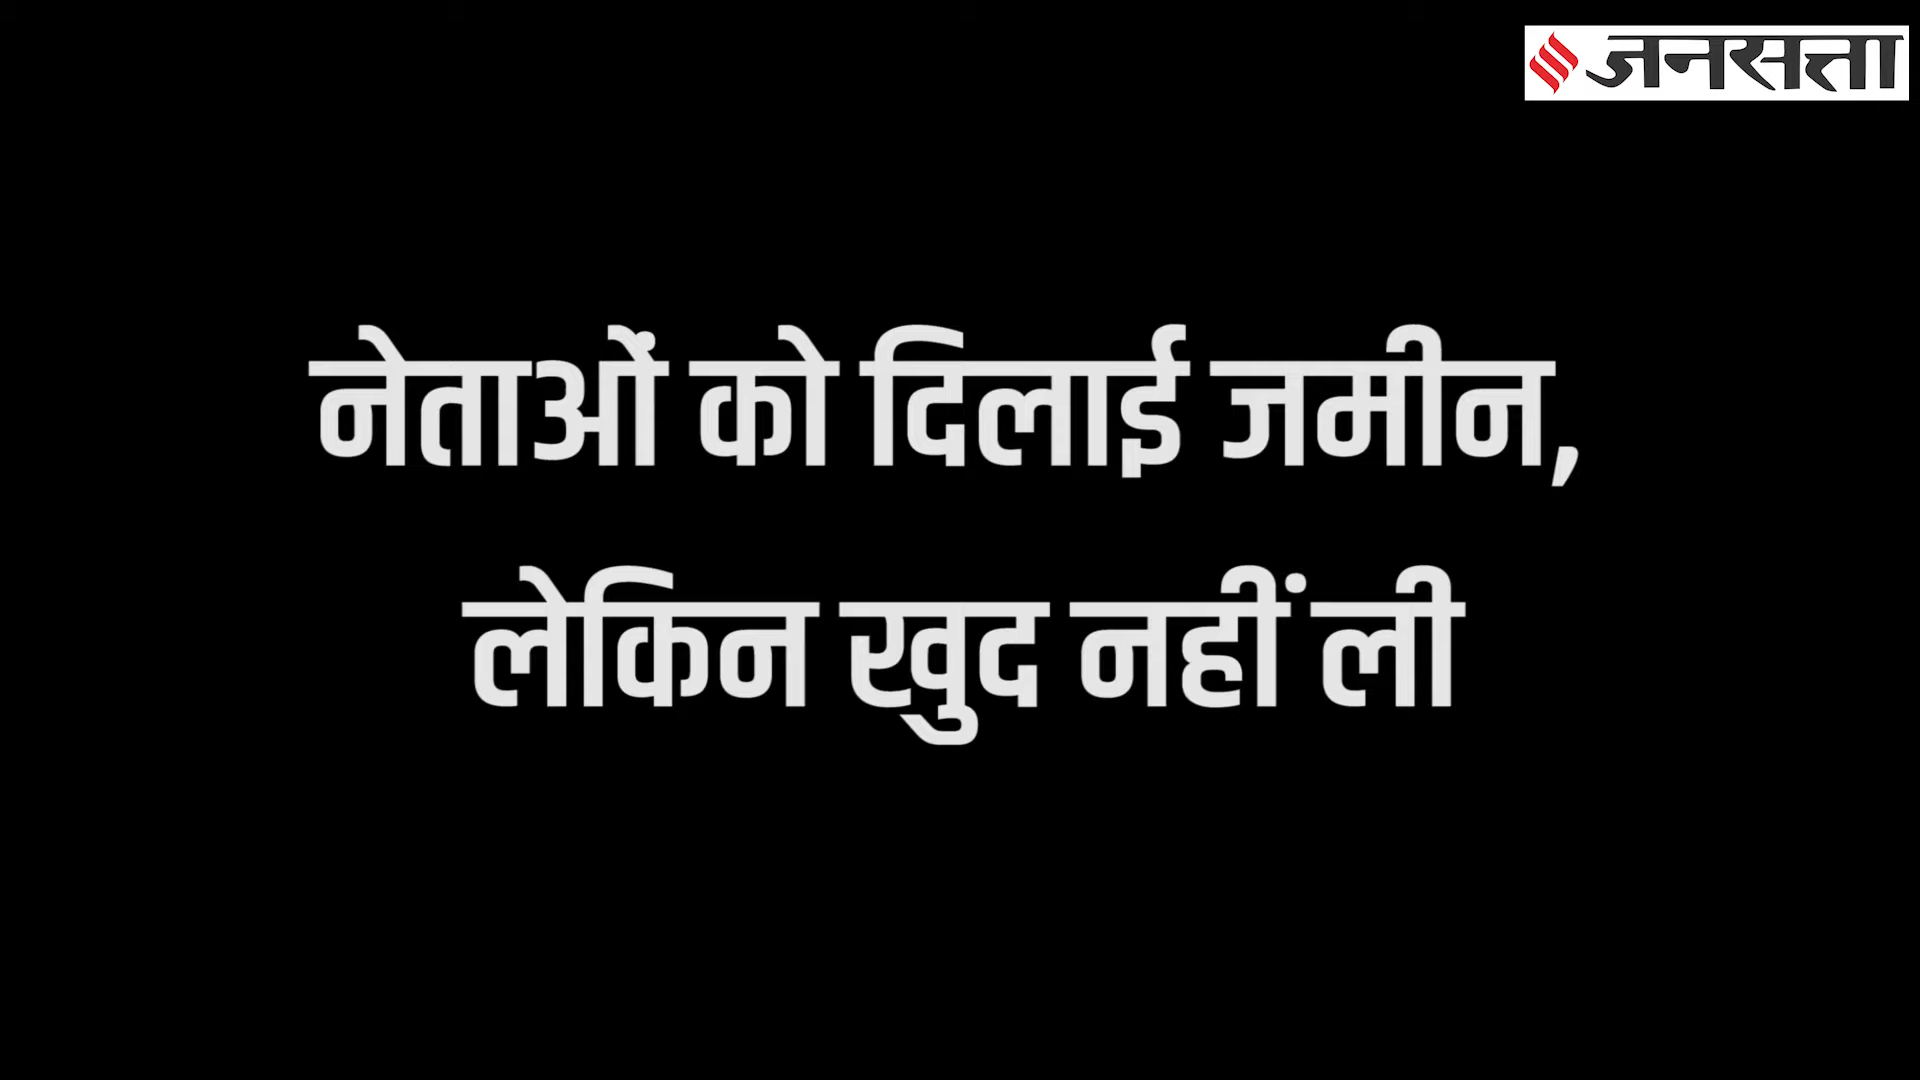 जनसत्ता
नेताओं को दिलाई जमीन,
लेकिन खुद नहीं ली